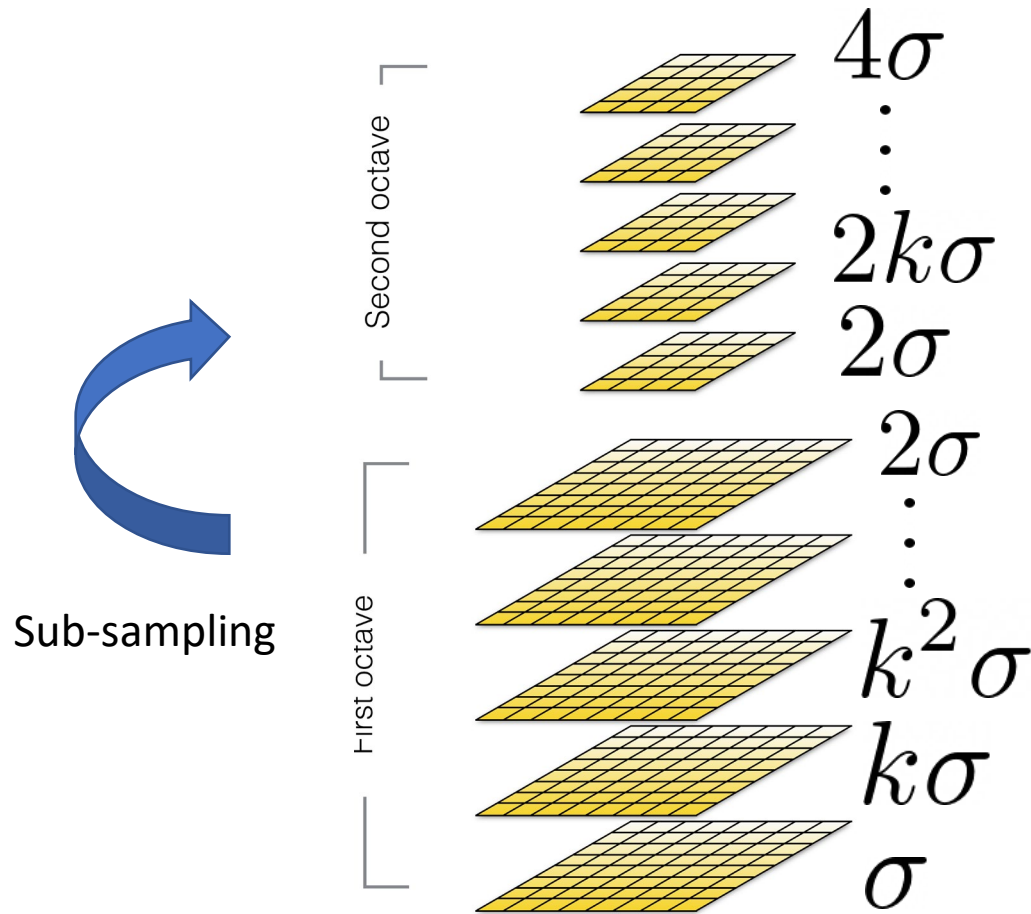 4σ
Second octave
2kσ
2σ
2σ
Sub-sampling
First octave
k²σ
kσ
σ